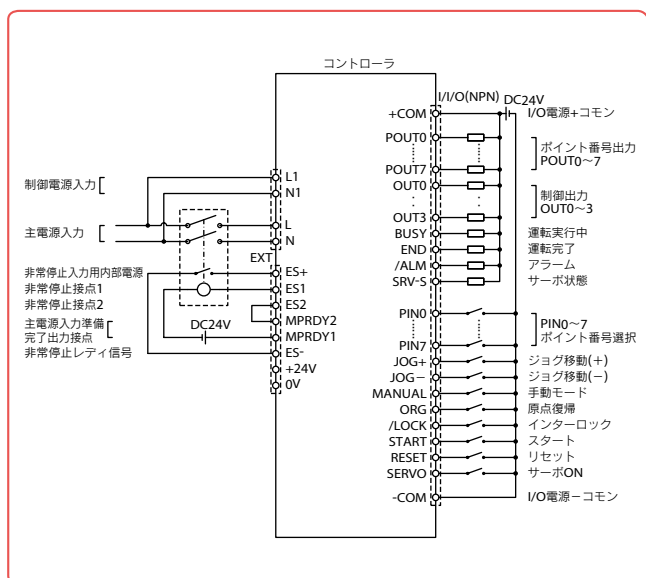 コントローラ
制御電源入力
主電源入力
非常停止入力用内部電源
非常停止接点1
非常停止接点2
主電源入力準備
完了出力接点
非常停止レディ信号
DC24V
L1
N1
L
N
EXT
ES+
ES1
ES2
MPRDY2
MPRDY1
ES-
+24V
0V
I/I/O(NPN)
DC24V
+COM
I/O電源+コモン
POUT0
POUT7
ポイント番号出力
POUT0〜7
OUT0
OUT3
制御出力
OUT0〜3
BUSY 運転実行中
END 運転完了
/ALM アラーム
SRV-S サーボ状態
PIN0
PIN7
PIN0〜7
ポイント番号選択
JOG+ ジョグ移動(+)
JOG− ジョグ移動(−)
MANUAL 手動モード
ORG 原点復帰
/LOCK インターロック
START スタート
RESET リセット
SERVO サーボON
-COM I/O電源−コモン